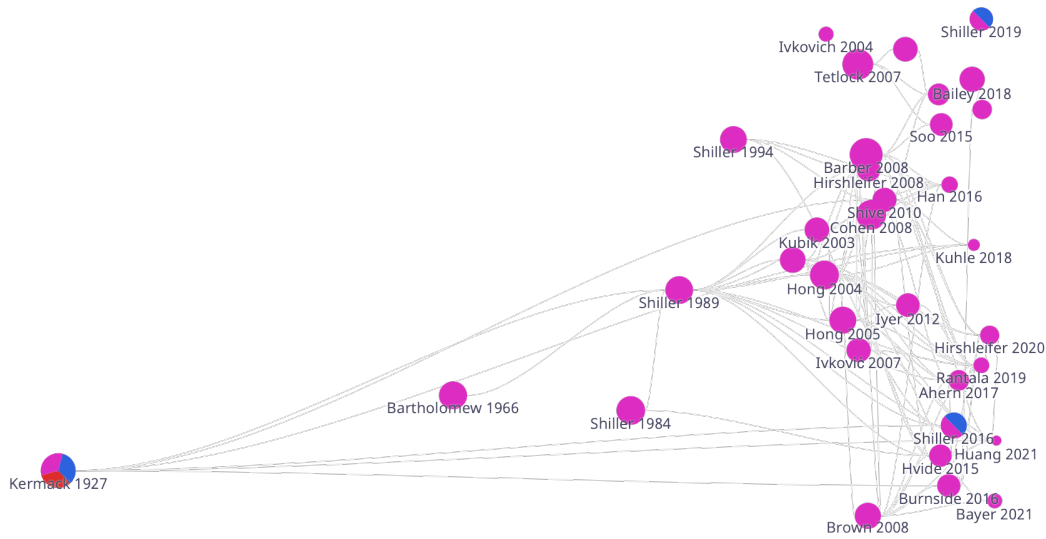 Shiller 2019
Ivkovich 2004
Tetlock 2007
Bailey 2018
Soo 2015
Shiller 1994
Barber 2008
Hirshleifer 2008
Han 2016
Shive 2010
Cohen 2008
Kubik 2003
Kuhle 2018
Hong 2004
Shiller 1989
Iyer 2012
Hong 2005
Hirshleifer 2020
Ivkovic 2007
Rantala 2019
Ahern 2017
Bartholomew 1966
Shiller 1984
Shiller 2016
Huang 2021
Hvide 2015
Kermack 1927
Burnside 2016
Bayer 2021
Brown 2008